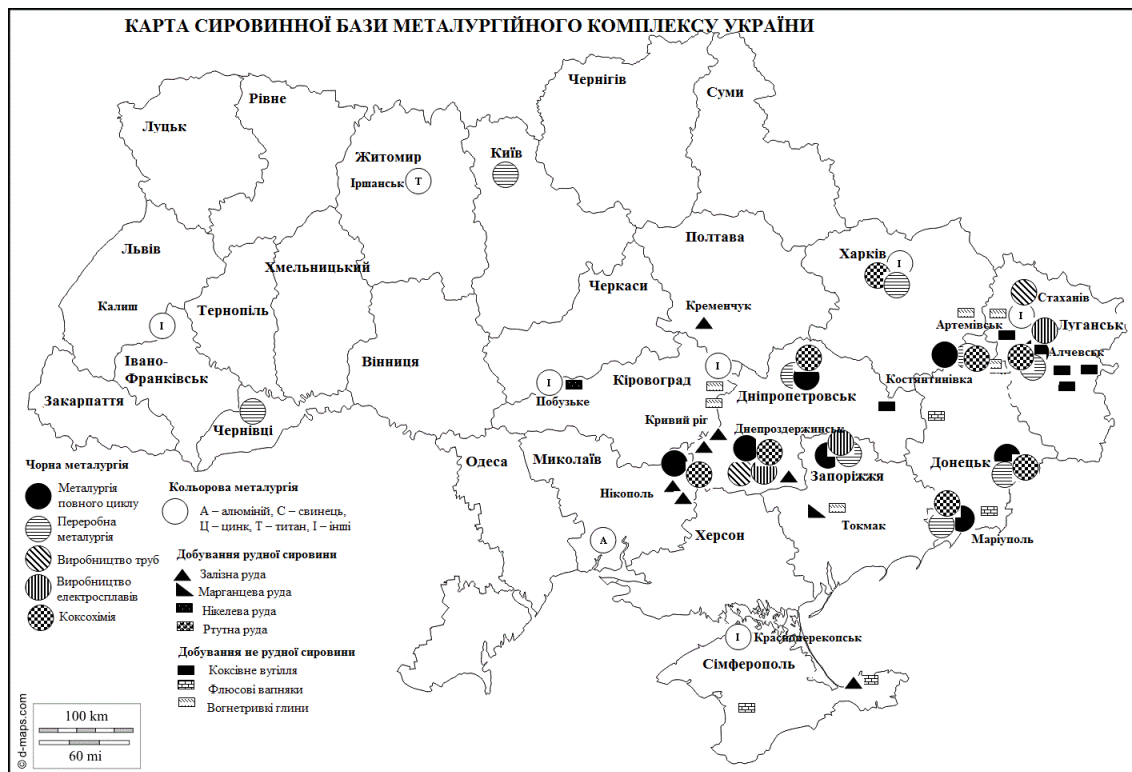 КАРТА СИРОВИННОЇ БАЗИ МЕТАЛУРГІЙНОГО КОМПЛЕКСУ УКРАЇНИ
Чернігів
Суми
Рівне
Луцьк
Київ
Житомир
Іршанськ
Т
Полтава
Львів
Харків
І
Хмельницький
Черкаси
Стаханів
Калиш
Тернопіль
Кременчук
І
І
Артемівськ
Луганськ
Вінниця
Алчевськ
Івано-
Франківськ
І
Кіровоград
І
Костянтинівка
Закарпаття
Побузьке
Дніпропетровськ
Кривий ріг
Чернівці
Днепроздержинськ
Одеса
Миколаїв
Донецьк
Запоріжжя
Нікополь
Токмак
Херсон
Маріуполь
А
І
Красноперекопськ
Сімферополь
Чорна металургія
Металургія
повного циклу
Переробна
металургія
Виробництво труб
Виробництво
електросплавів
Коксохімія
Кольорова металургія
А – алюміній, С – свинець,
Ц – цинк, Т – титан, І – інші
Добування рудної сировини
Залізна руда
Марганцева руда
Нікелева руда
Ртутна руда
Добування не рудної сировини
Коксівне вугілля
Флюсові вапняки
Вогнетривкі глини
100 km
60 mi
© d-maps.com